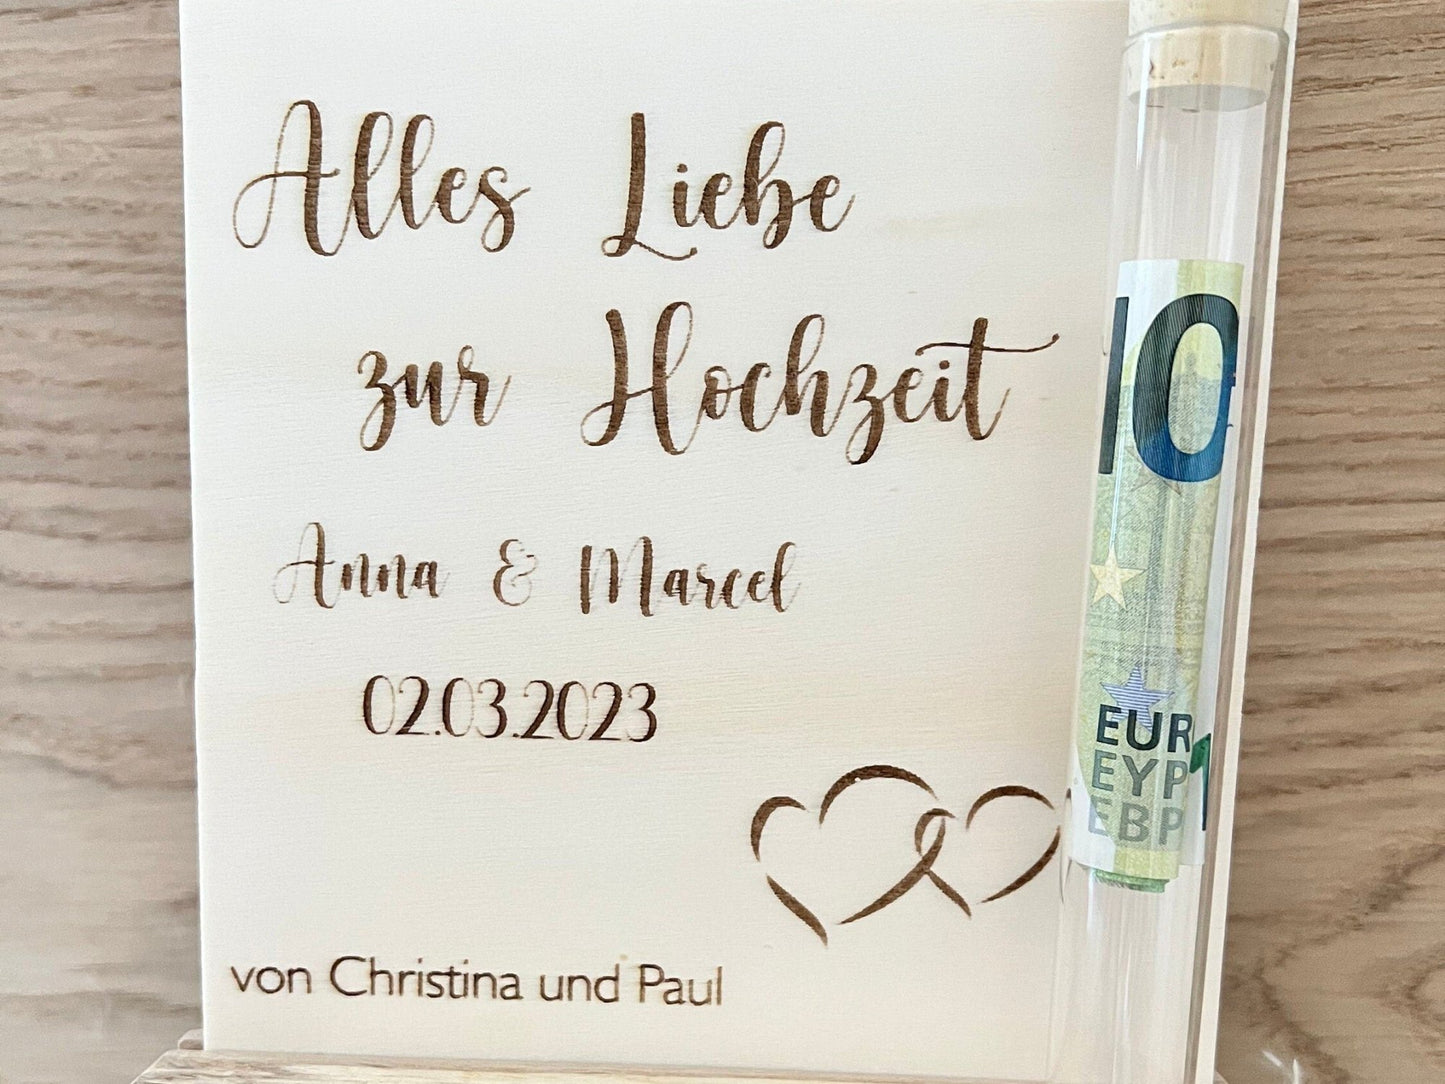 Alles Liebe
zur Hochzeit
Anna & Marcel
02.03.2023
von Christina und Paul
10
EUR
EYP
EBP